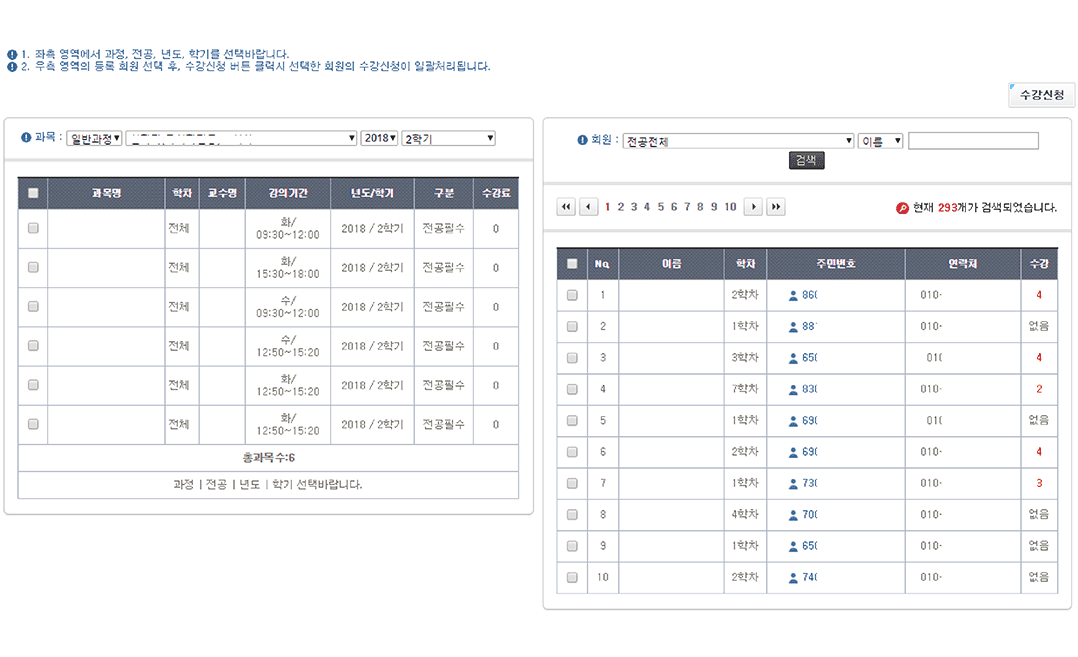 1. 좌측 영역에서 과정, 전공, 년도, 학기를 선택바랍니다.
2. 우측 영역의 등록 회원 선택 후, 수강신청 버튼 클릭시 선택한 회원의 수강신청이 일괄처리됩니다.
수강신청
과목 : 일반과정 2018 2학기
과목명 학차 교수명 강의기간 년도/학기 구분 수강료
전체 화/ 09:30~12:00 2018 / 2학기 전공필수 0
전체 화/ 15:30~18:00 2018 / 2학기 전공필수 0
전체 수/ 09:30~12:00 2018 / 2학기 전공필수 0
전체 수/ 12:50~15:20 2018 / 2학기 전공필수 0
전체 화/ 12:50~15:20 2018 / 2학기 전공필수 0
전체 화/ 12:50~15:20 2018 / 2학기 전공필수 0
총과목수:6
과정 | 전공 | 년도 | 학기 선택바랍니다.
회원 : 전공전체 이름
검색
1 2 3 4 5 6 7 8 9 10
현재 293개가 검색되었습니다.
No. 이름 학차 주민번호 연락처 수강
1 2학차 860 010- 4
2 1학차 88 010- 없음
3 3학차 650 010 4
4 7학차 830 010- 2
5 1학차 690 010 없음
6 2학차 690 010- 4
7 1학차 730 010- 3
8 4학차 700 010- 없음
9 1학차 650 010- 없음
10 2학차 740 010- 없음